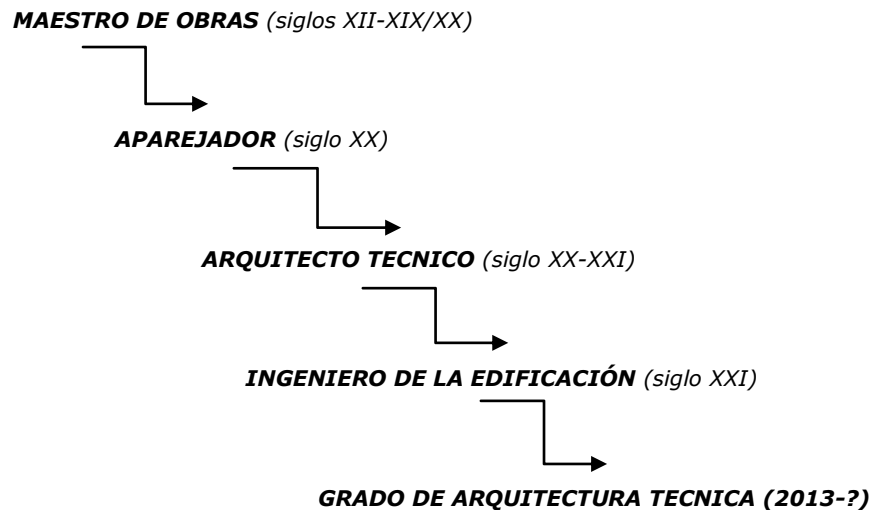 MAESTRO DE OBRAS (siglos XII-XIX/XX)
APAREJADOR (siglo XX)
ARQUITECTO TECNICO (siglo XX-XXI)
INGENIERO DE LA EDIFICACIÓN (siglo XXI)
GRADO DE ARQUITECTURA TECNICA (2013-?)